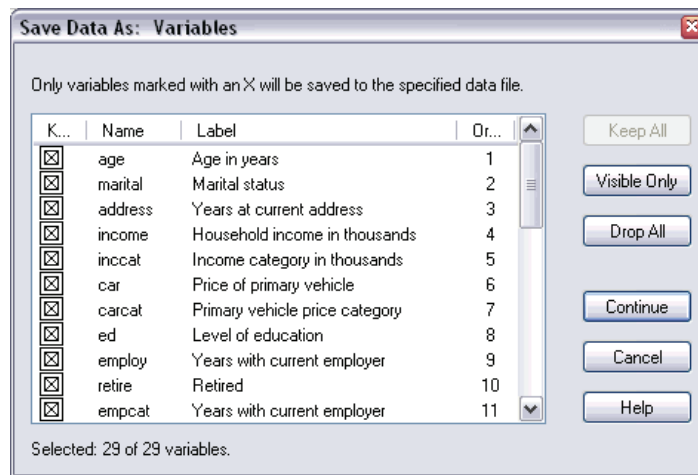 Save Data As: Variables
Only variables marked with an X will be saved to the specified data file.
K... Name Label Or...
age Age in years 1
marital Marital status 2
address Years at current address 3
income Household income in thousands 4
inccat Income category in thousands 5
car Price of primary vehicle 6
carcat Primary vehicle price category 7
ed Level of education 8
employ Years with current employer 9
retire Retired 10
empcat Years with current employer 11
Keep All
Visible Only
Drop All
Continue
Cancel
Help
Selected: 29 of 29 variables.